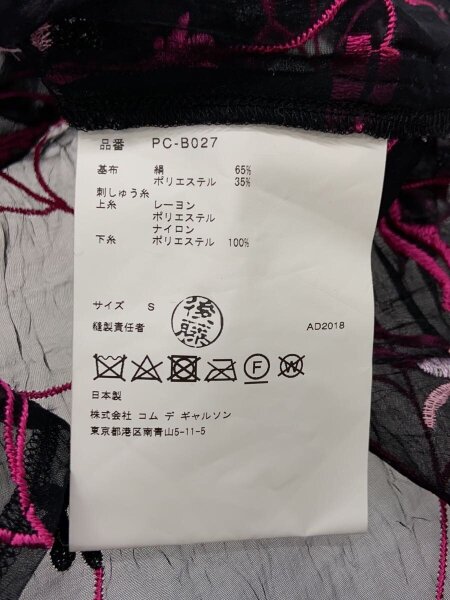 品番 PC-B027
基布 絹 65%
ポリエステル 35%
刺しゅう糸
上糸 レーヨン
ポリエステル
ナイロン
下糸 ポリエステル 100%
サイズ S
縫製責任者 後藤 AD2018
F W
日本製
株式会社 コム デ ギャルソン
東京都港区南青山5-11-5